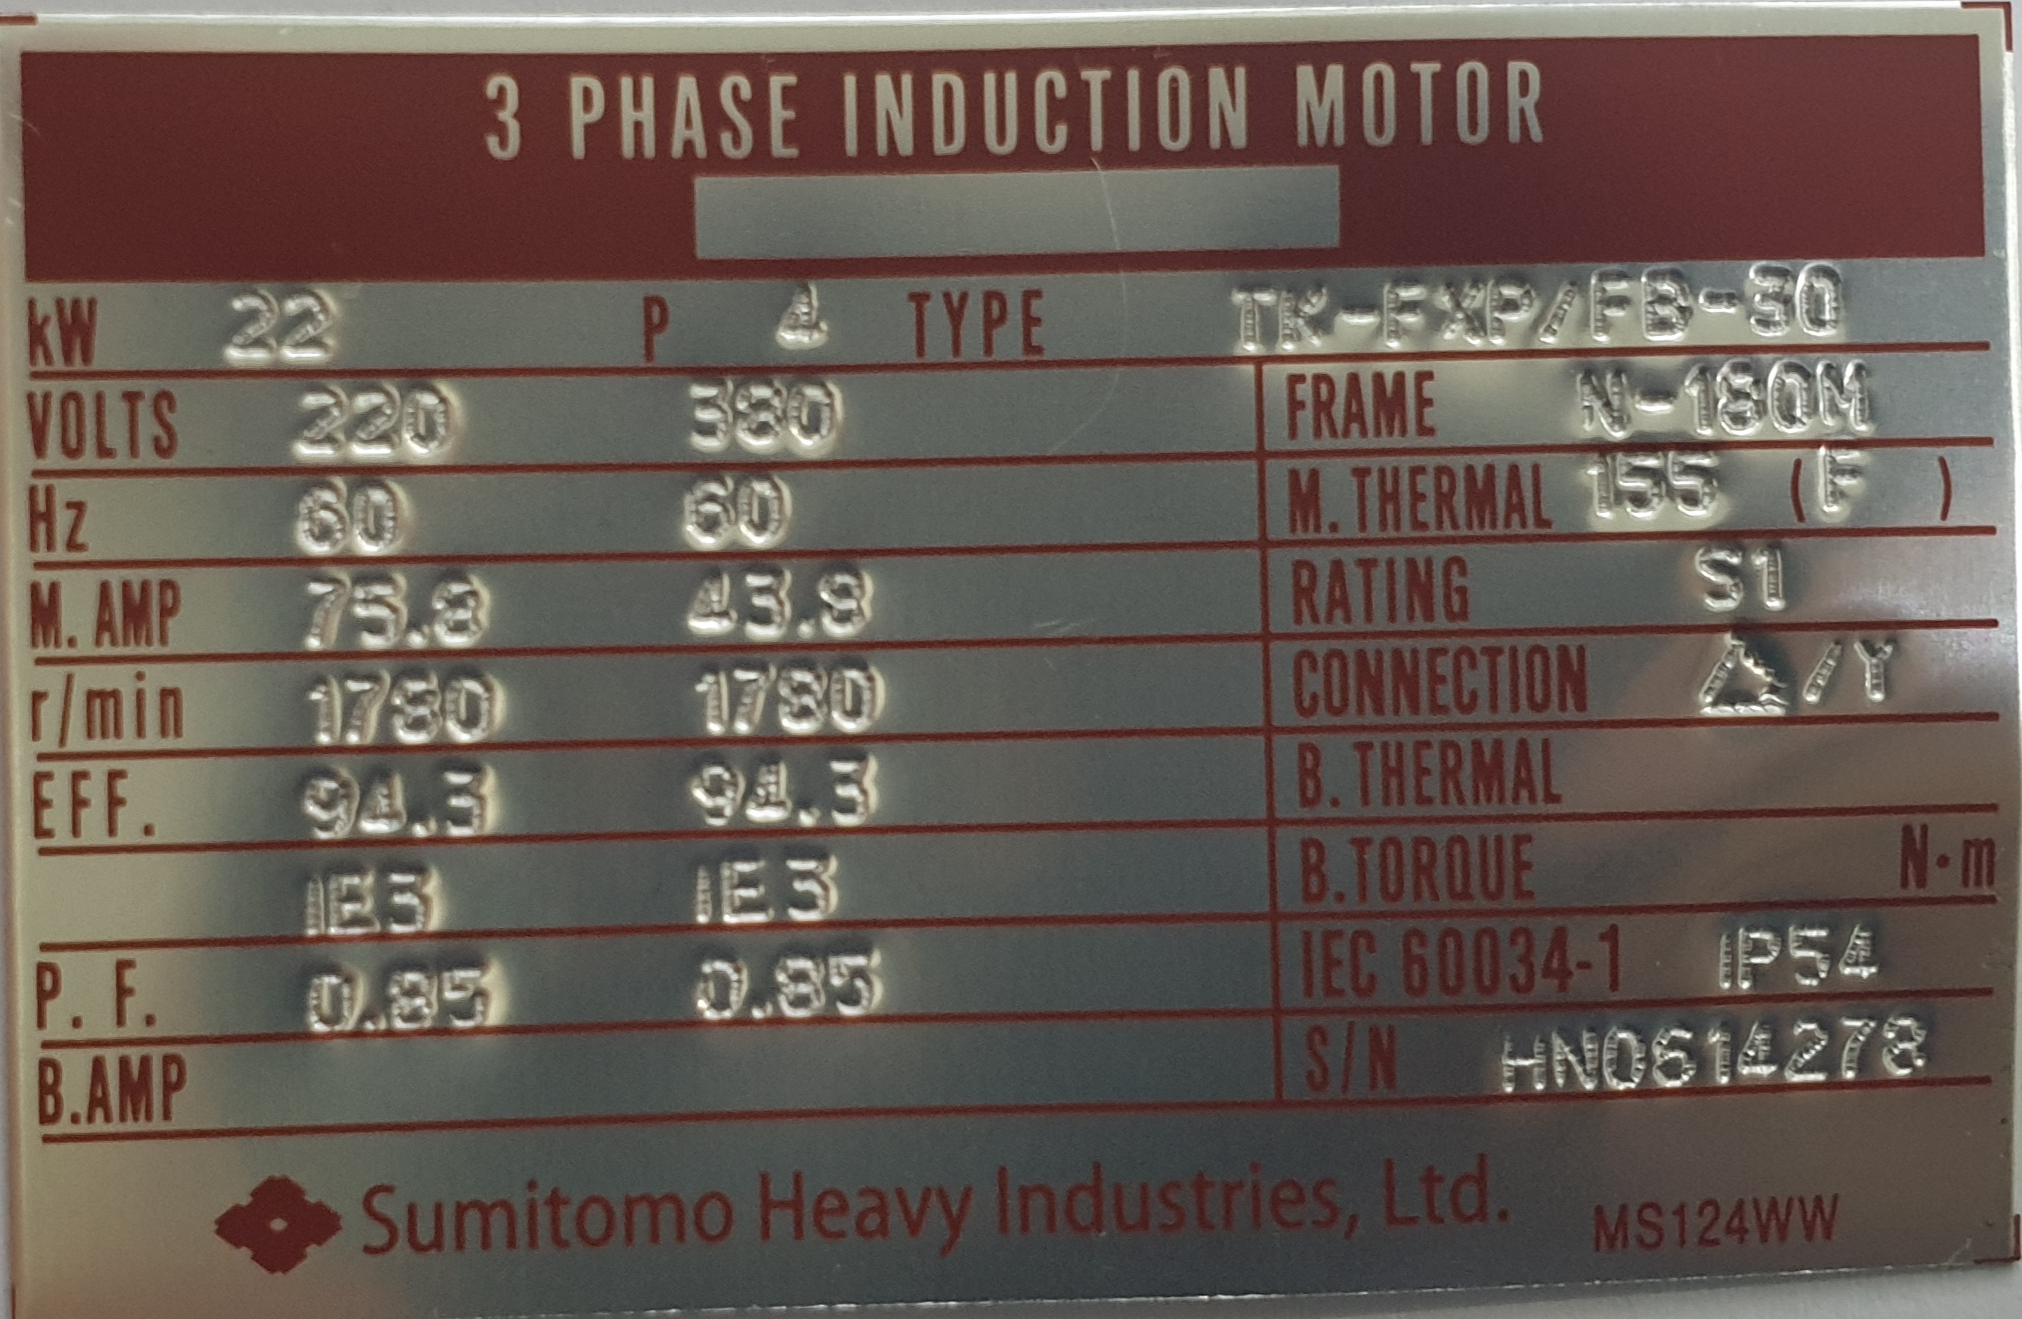 3 PHASE INDUCTION MOTOR
kW 22 P 4 TYPE TK-FXP/FB-30
VOLTS 220 380 FRAME N-180M
Hz 60 60 M. THERMAL 155 (F )
M. AMP 75.8 43.9 RATING S1
r/min 1780 1780 CONNECTION △/Y
EFF. 94.3 94.3 B. THERMAL
IE3 IE3 B.TORQUE N·m
P. F. 0.85 0.85 IEC 60034-1 IP54
B.AMP S/N HN0614278
Sumitomo Heavy Industries, Ltd. MS124WW